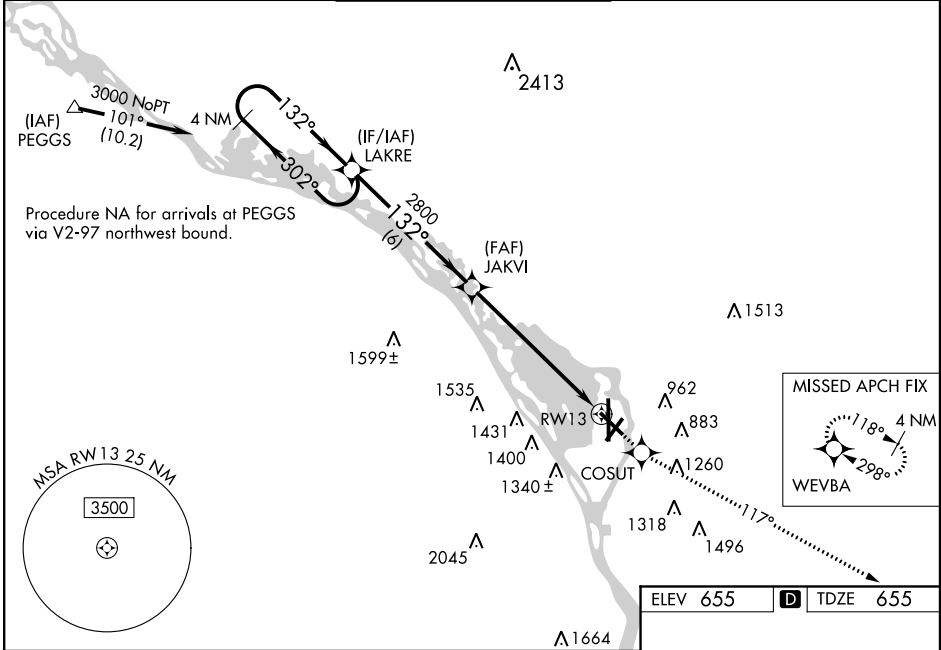 2413
3000 NoPT
101°
(10.2)
(IAF)
PEGGS
4 NM
132°
302°
(IF/IAF)
LAKRE
Procedure NA for arrivals at PEGGS
via V2-97 northwest bound.
2800
132°
(6)
(FAF)
JAKVI
1513
1599±
1535
1431
1400
1340±
RW13
962
883
COSUT
1260
1318
1496
117°
MISSED APCH FIX
4 NM
118°
298°
WEVBA
MSA RW13 25 NM
3500
2045
1664
ELEV 655 D TDZE 655